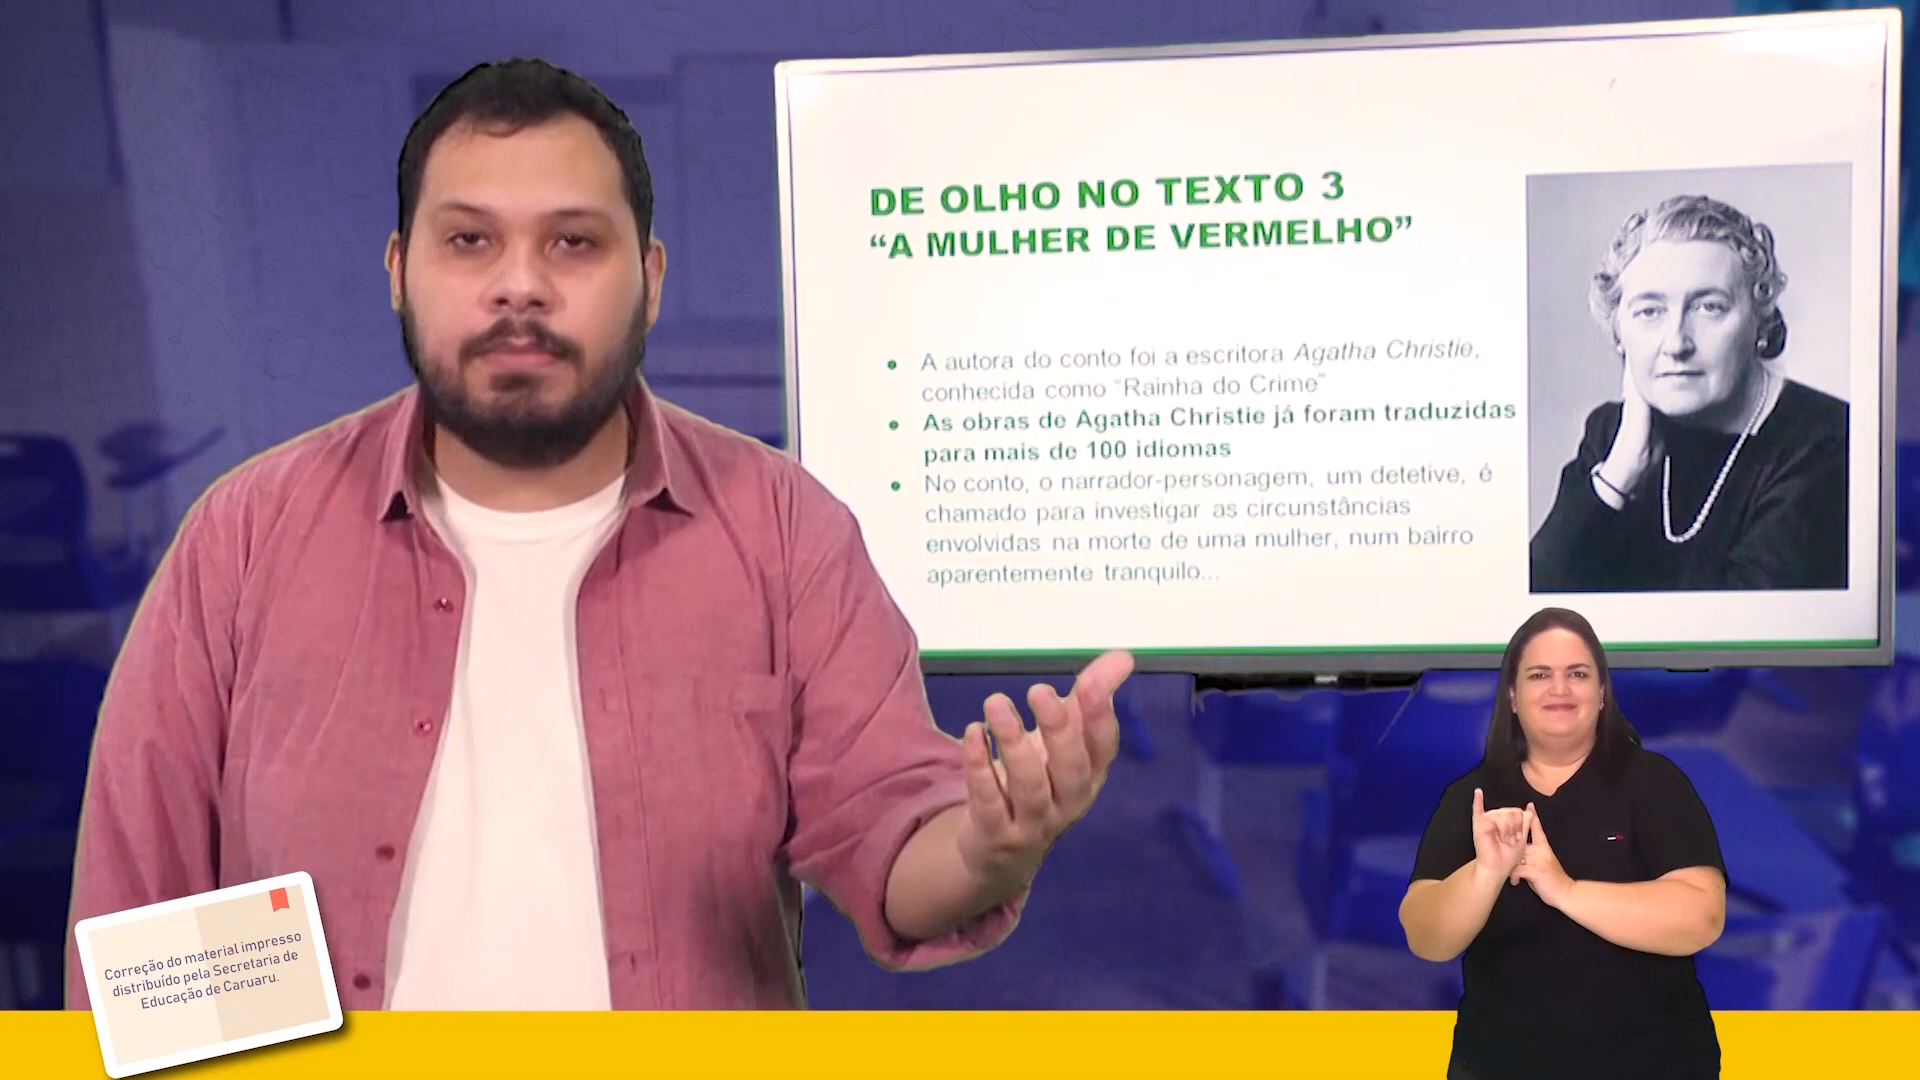 DE OLHO NO TEXTO 3
“A MULHER DE VERMELHO”
• A autora do conto foi a escritora Agatha Christie,
conhecida como “Rainha do Crime”
• As obras de Agatha Christie já foram traduzidas
para mais de 100 idiomas
• No conto, o narrador-personagem, um detetive, é
chamado para investigar as circunstâncias
envolvidas na morte de uma mulher, num bairro
aparentemente tranquilo...
Correção do material impresso
distribuído pela Secretaria de
Educação de Caruaru.